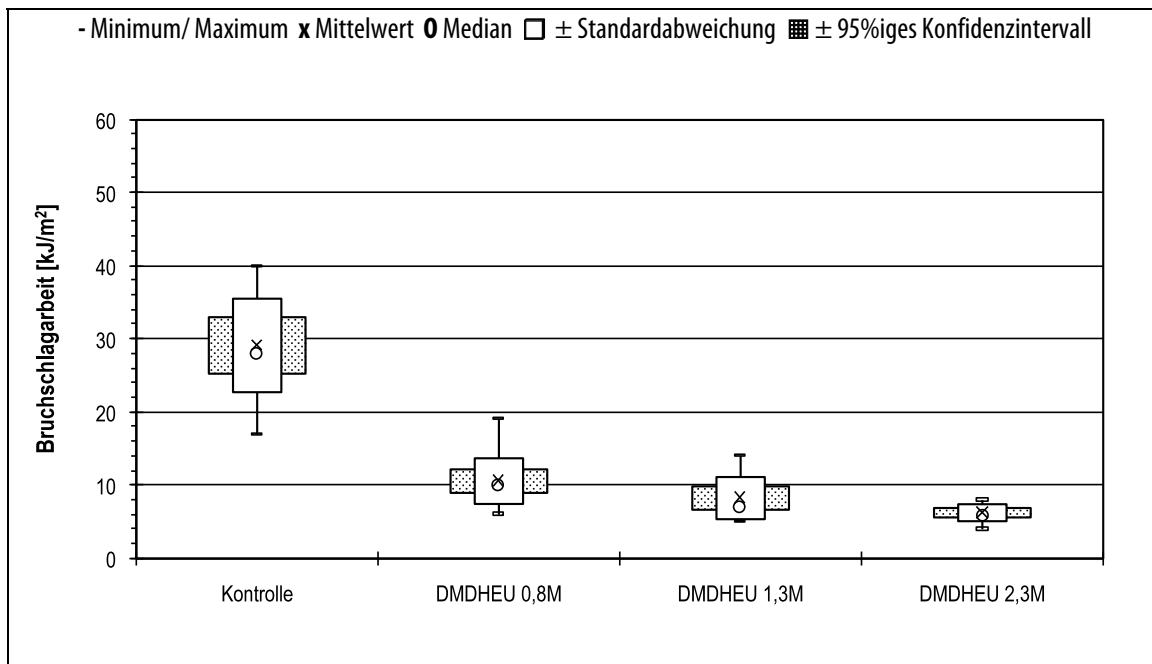 - Minimum/ Maximum x Mittelwert O Median □ ± Standardabweichung ▦ ± 95%iges Konfidenzintervall
60
50
40
30
20
10
0
Bruchschlagarbeit [kJ/m²]
Kontrolle DMDHEU 0,8M DMDHEU 1,3M DMDHEU 2,3M